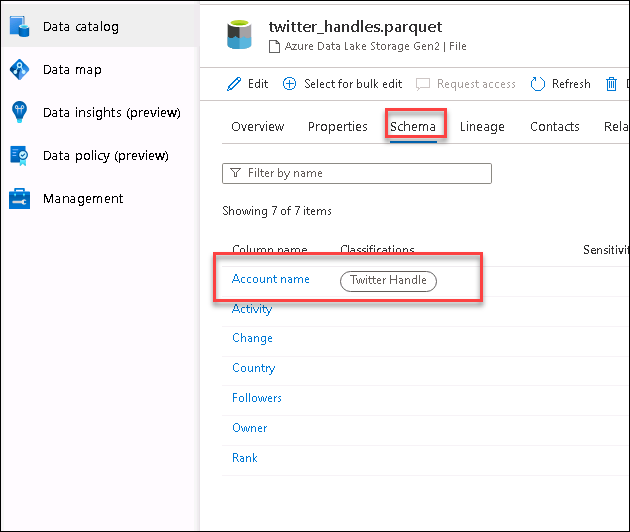 Data catalog
Data map
Data insights (preview)
Data policy (preview)
Management
twitter_handles.parquet
Azure Data Lake Storage Gen2 | File
Edit Select for bulk edit Request access Refresh D
Overview Properties Schema Lineage Contacts Rela
Filter by name
Showing 7 of 7 items
Column name Classifications Sensitivit
Account name Twitter Handle
Activity
Change
Country
Followers
Owner
Rank